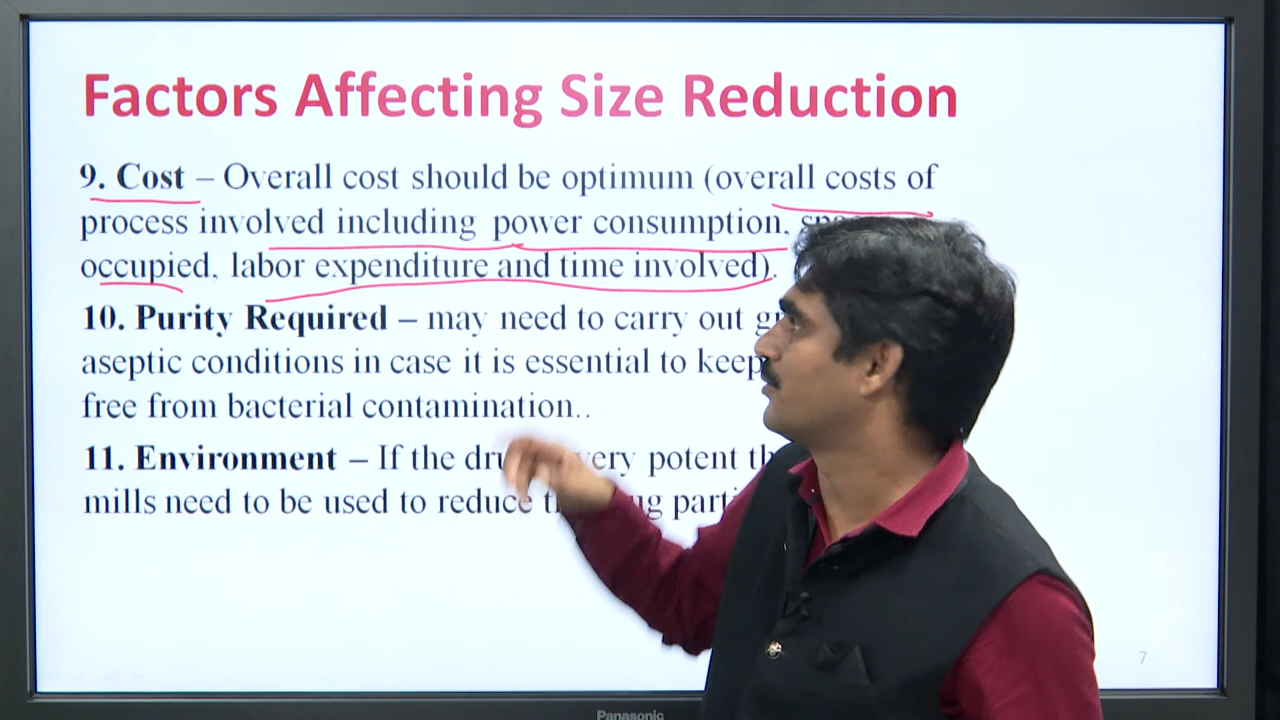 Factors Affecting Size Reduction
9. Cost – Overall cost should be optimum (overall costs of
process involved including power consumption,
occupied, labor expenditure and time involved).
10. Purity Required – may need to carry out
aseptic conditions in case it is essential to keep
free from bacterial contamination..
11. Environment – If the very potent
mills need to be used to reduce
7
Panasonic